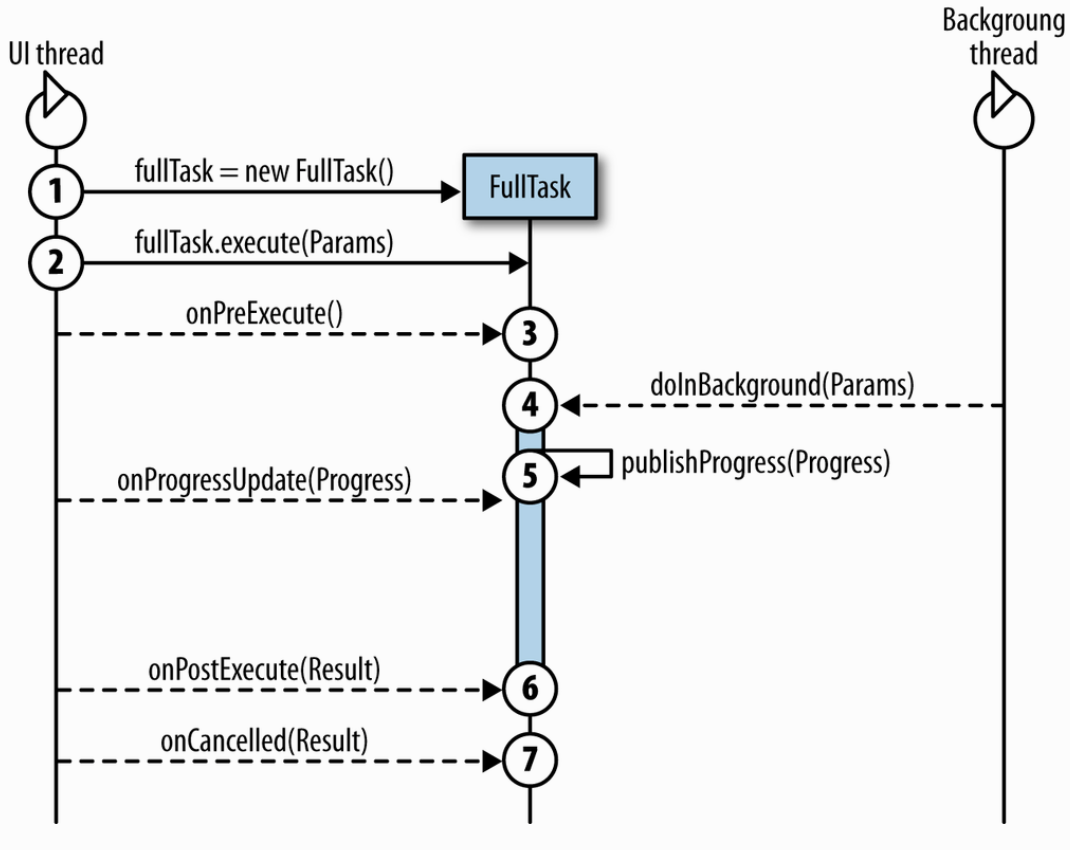 UI thread
Backgroung
thread
1
fullTask = new FullTask()
FullTask
2
fullTask.execute(Params)
onPreExecute()
3
4
doInBackground(Params)
5
publishProgress(Progress)
onProgressUpdate(Progress)
onPostExecute(Result)
6
onCancelled(Result)
7